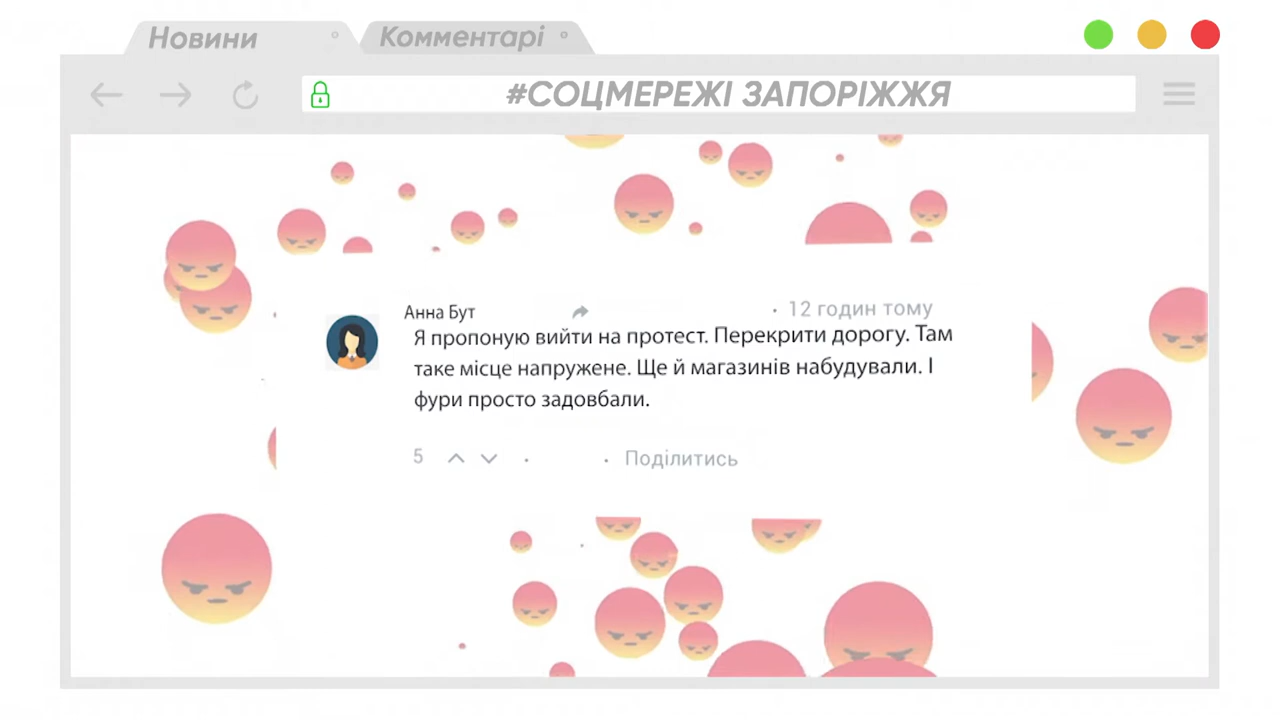 Новини
Комментарі
#СОЦМЕРЕЖІ ЗАПОРІЖЖЯ
Анна Бут
· 12 годин тому
Я пропоную вийти на протест. Перекрити дорогу. Там
таке місце напружене. Ще й магазинів набудували. І
фури просто задовбали.
5 · · Поділитись